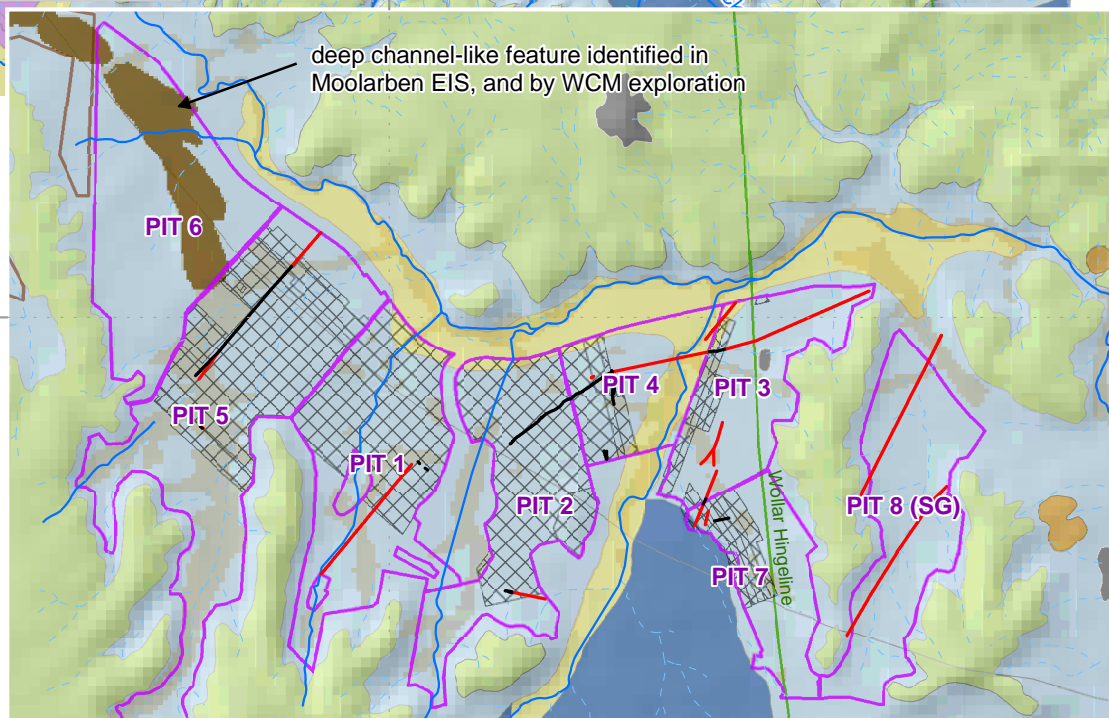 deep channel-like feature identified in
Moolarben EIS, and by WCM exploration
PIT 6
PIT 5
PIT 1
PIT 2
PIT 4
PIT 3
PIT 8 (SG)
PIT 7
Wollar Hingeline